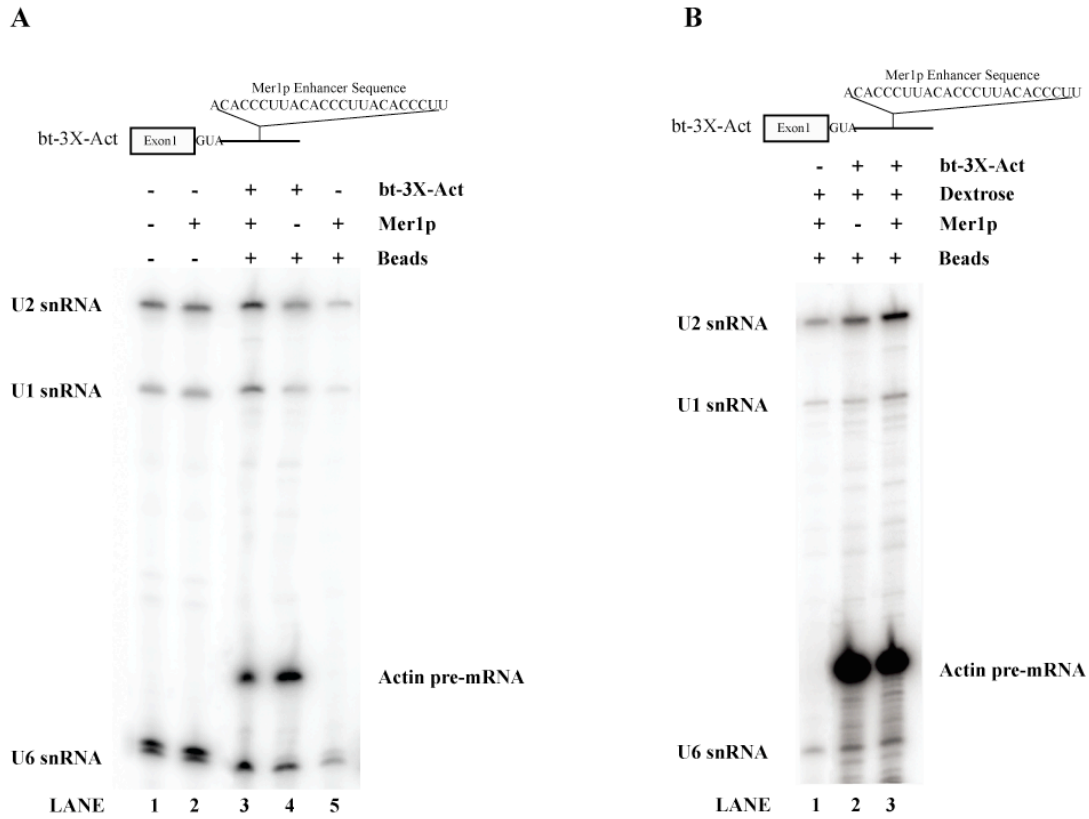 A
Mer1p Enhancer Sequence
ACACCCUUACACCCUUACACCCUU
bt-3X-Act
Exon1
GUA
- - + + - bt-3X-Act
- + + - + Mer1p
- - + + + Beads
U2 snRNA
U1 snRNA
Actin pre-mRNA
U6 snRNA
LANE 1 2 3 4 5
B
Mer1p Enhancer Sequence
ACACCCUUACACCCUUACACCCUU
bt-3X-Act
Exon1
GUA
- + + bt-3X-Act
+ + + Dextrose
+ - + Mer1p
+ + + Beads
U2 snRNA
U1 snRNA
Actin pre-mRNA
U6 snRNA
LANE 1 2 3